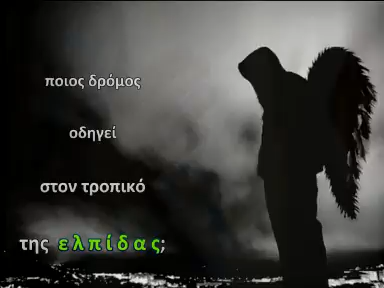 ποιος δρόμος
οδηγεί
στον τροπικό
της ελπίδας;